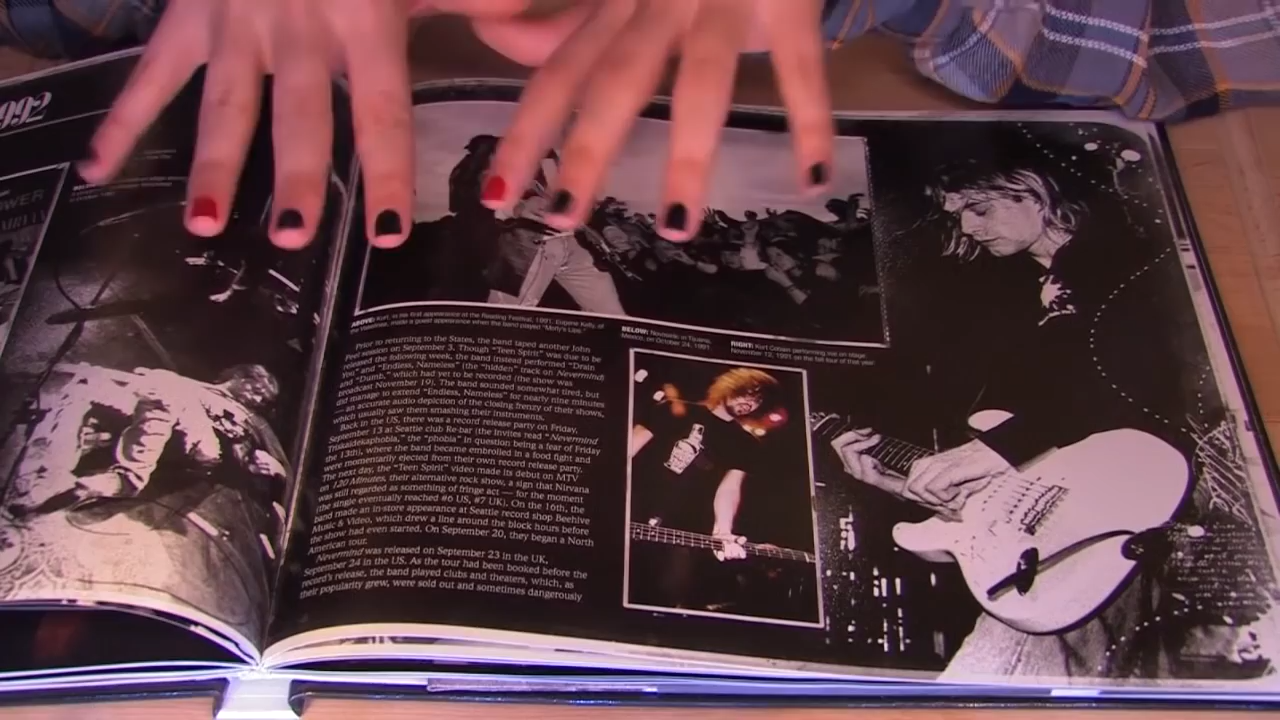 992
ABOVE: Kurt, in his first appearance at the Reading Festival, 1991. Eugene Kelly, of
the Vaselines, made a guest appearance when the band played "Molly's Lips."
BELOW: Novoselic in Tijuana,
Mexico, on October 24, 1991.
RIGHT: Kurt Cobain performing live on stage
November 12, 1991 on the fall tour of that year
Prior to returning to the States, the band taped another John
Peel session on September 3. Though "Teen Spirit" was due to be
released the following week, the band instead performed "Drain
You" and "Endless, Nameless" (the "hidden" track on Nevermind)
and "Dumb," which had yet to be recorded (the show was
broadcast November 19). The band sounded somewhat tired, but
did manage to extend "Endless, Nameless" for nearly nine minutes
— an accurate audio depiction of the closing frenzy of their shows,
which usually saw them smashing their instruments.
Back in the US, there was a record release party on Friday,
September 13 at Seattle club Re-bar (the invites read "Nevermind
Triskaidekaphobia," the "phobia" in question being a fear of Friday
the 13th), where the band became embroiled in a food fight and
were momentarily ejected from their own record release party.
The next day, the "Teen Spirit" video made its debut on MTV
on 120 Minutes, their alternative rock show, a sign that Nirvana
was still regarded as something of fringe act — for the moment
(the single eventually reached #6 US, #7 UK). On the 16th, the
band made an in-store appearance at Seattle record shop Beehive
Music & Video, which drew a line around the block hours before
the show had even started. On September 20, they began a North
American tour.
Nevermind was released on September 23 in the UK,
September 24 in the US. As the tour had been booked before the
record's release, the band played clubs and theaters, which, as
their popularity grew, were sold out and sometimes dangerously